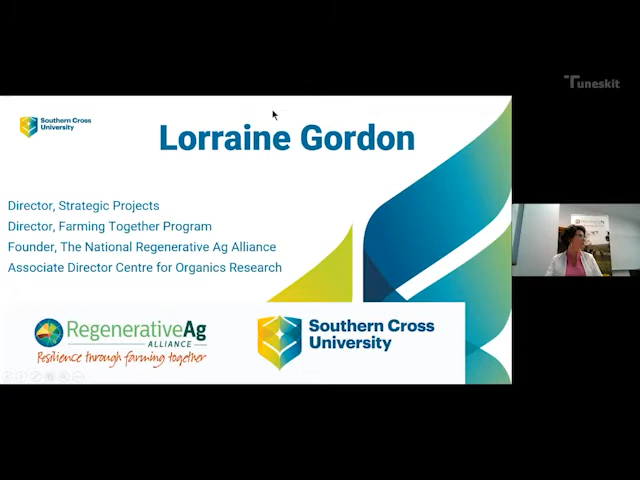 Tuneskit
Southern Cross
University
Lorraine Gordon
Director, Strategic Projects
Director, Farming Together Program
Founder, The National Regenerative Ag Alliance
Associate Director Centre for Organics Research
RegenerativeAg
ALLIANCE
Resilience through farming together
Southern Cross
University